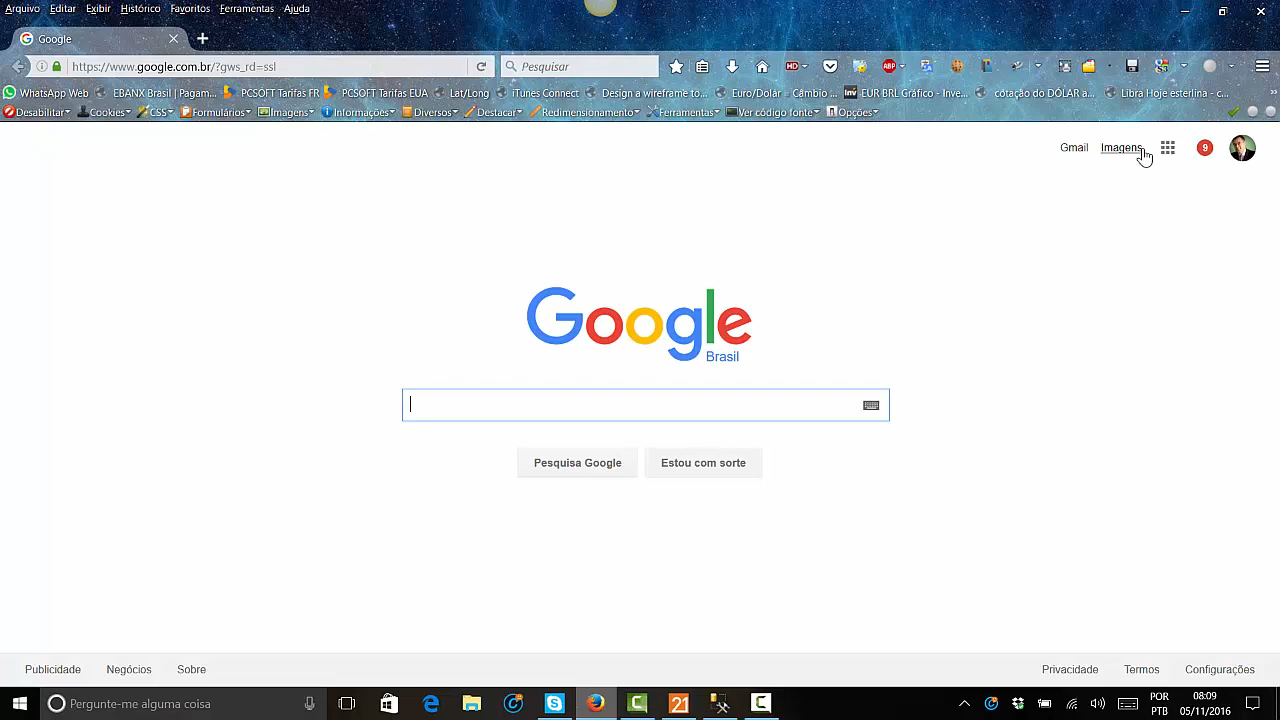 Arquivo Editar Exibir Histórico Favoritos Ferramentas Ajuda
Google
https://www.google.com.br/?gws_rd=ssl
Pesquisar
HD
ABP
WhatsApp Web EBANX Brasil | Pagam... PCSOFT Tarifas FR PCSOFT Tarifas EUA Lat/Long iTunes Connect Design a wireframe to... Euro/Dólar - Câmbio ... Inv EUR BRL Gráfico - Inve... cotação do DÓLAR a... Libra Hoje esterlina - c...
Desabilitar Cookies CSS Formulários Imagens Informações Diversos Destacar Redimensionamento Ferramentas Ver código fonte Opções
Gmail Imagens 9
Google
Brasil
Pesquisa Google Estou com sorte
Publicidade Negócios Sobre Privacidade Termos Configurações
Pergunte-me alguma coisa
21
POR 08:09
PTB 05/11/2016